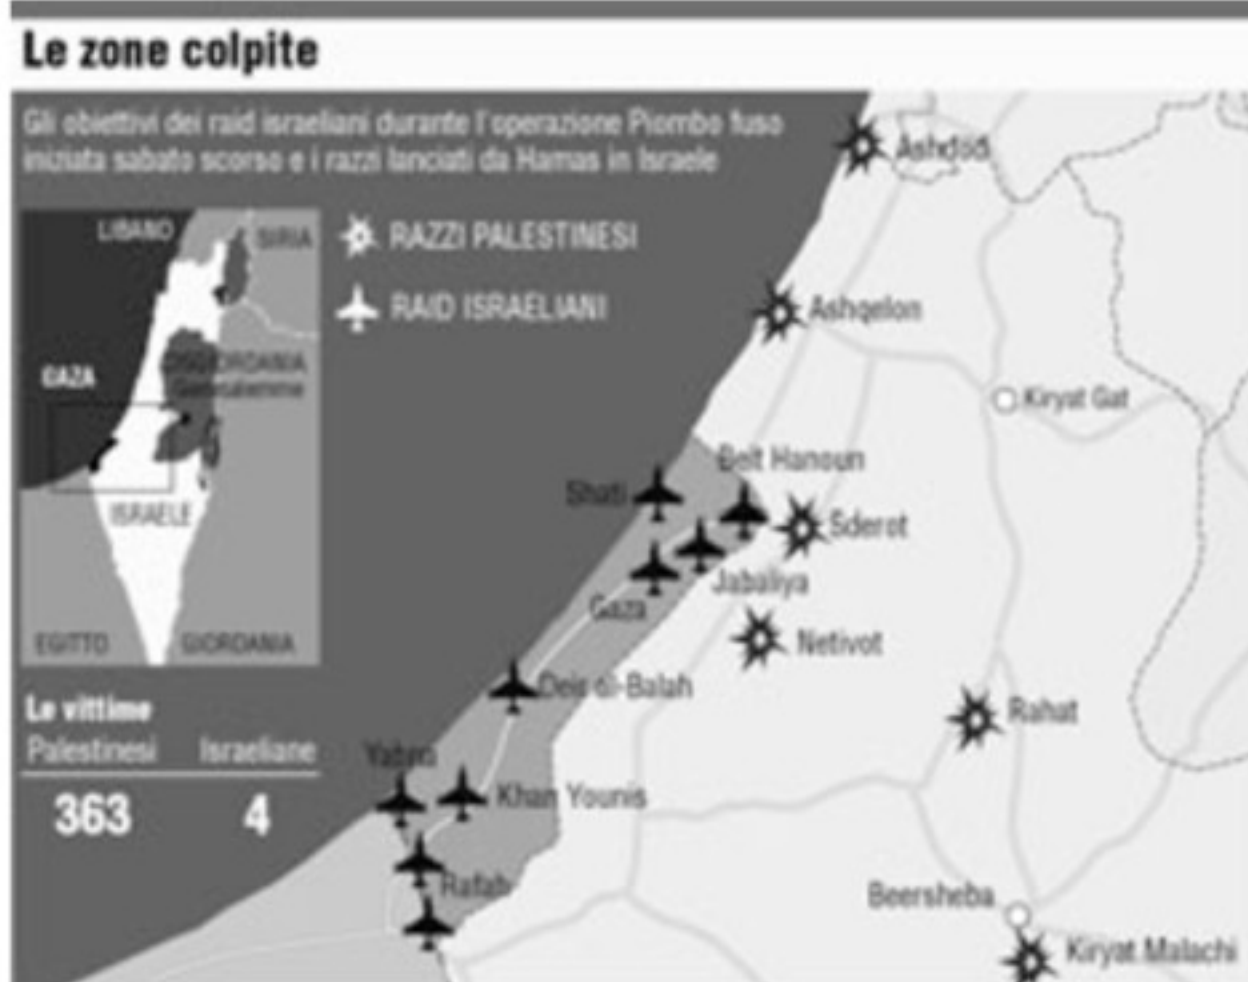 Le zone colpite
Gli obiettivi dei raid israeliani durante l'operazione Piombo fuso
iniziata sabato scorso e i razzi lanciati da Hamas in Israele
LIBANO
SIRIA
CISGIORDANIA
Gerusalemme
GAZA
ISRAELE
EGITTO
GIORDANIA
RAZZI PALESTINESI
RAID ISRAELIANI
Ashdod
Ashqelon
Kiryat Gat
Beit Hanoun
Shati
Sderot
Jabaliya
Gaza
Netivot
Deir el-Balah
Rahat
Khan Younis
Rafah
Beersheba
Kiryat Malachi
Le vittime
Palestinesi Israeliane
363 4